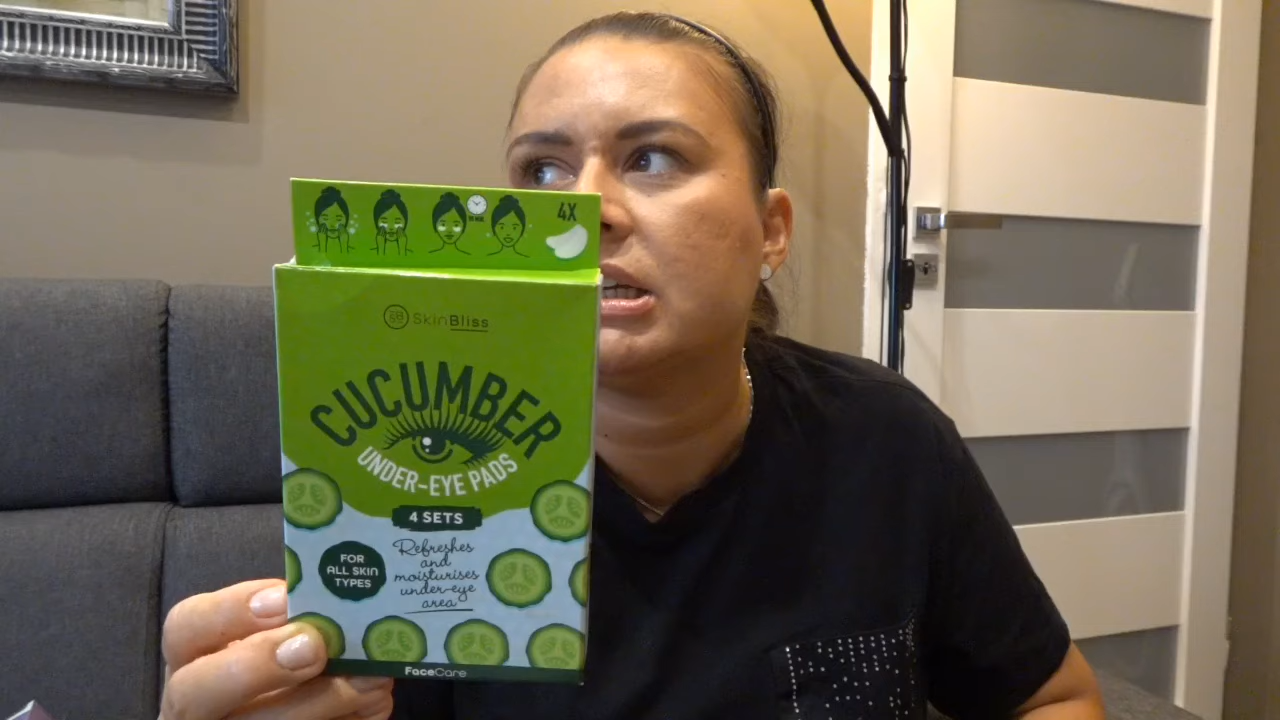 4X
SkinBliss
CUCUMBER
UNDER-EYE PADS
4 SETS
FOR
ALL SKIN
TYPES
Refreshes
and
moisturises
under-eye
area
FaceCare